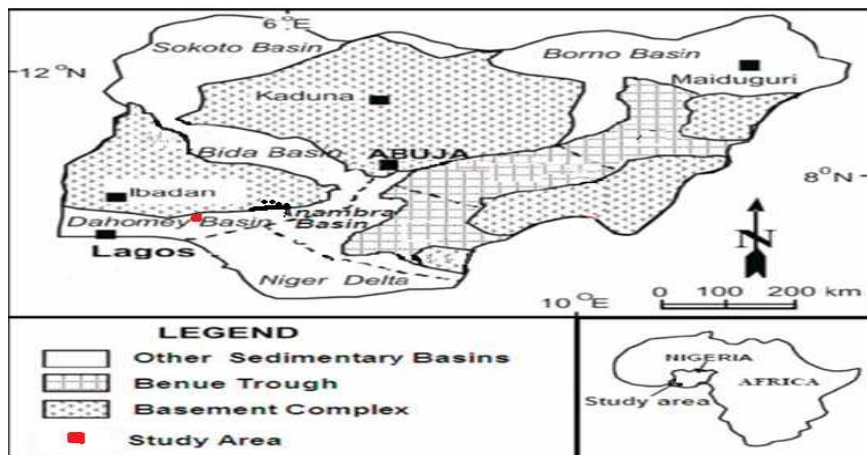 6 °E
Sokoto Basin
Borno Basin
12 °N
Maiduguri
Kaduna
Bida Basin
ABUJA
8 °N
Ibadan
Anambra
Basin
Dahomey Basin
Lagos
N
Niger Delta
0 100 200 km
10 °E
LEGEND
Other Sedimentary Basins
Benue Trough
Basement Complex
Study Area
NIGERIA
AFRICA
Study area